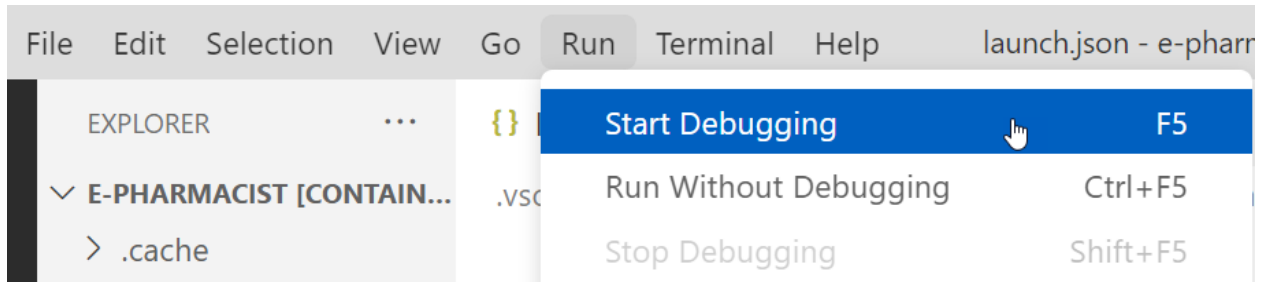 File Edit Selection View Go Run Terminal Help launch.json - e-pharm
EXPLORER ... {}
Start Debugging F5
E-PHARMACIST [CONTAIN...
.vsc
Run Without Debugging Ctrl+F5
.cache
Stop Debugging Shift+F5